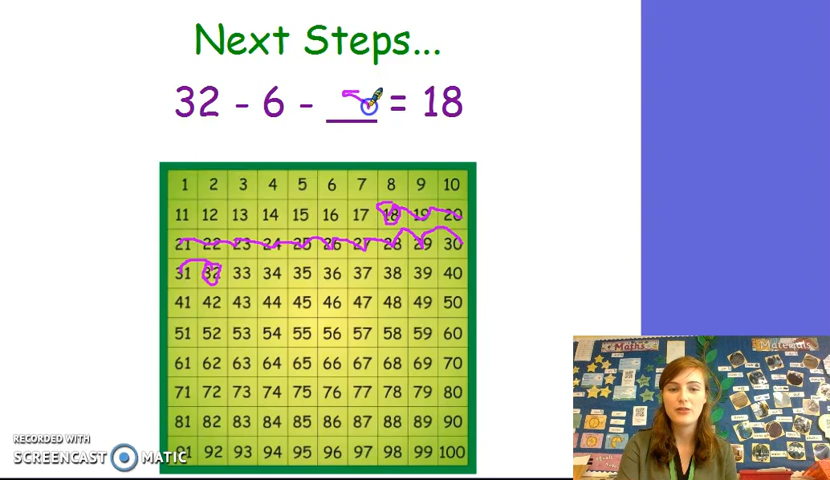 Next Steps...
32 - 6 - ___ = 18
1 2 3 4 5 6 7 8 9 10
11 12 13 14 15 16 17 18 19 20
21 22 23 24 25 26 27 28 29 30
31 32 33 34 35 36 37 38 39 40
41 42 43 44 45 46 47 48 49 50
51 52 53 54 55 56 57 58 59 60
61 62 63 64 65 66 67 68 69 70
71 72 73 74 75 76 77 78 79 80
81 82 83 84 85 86 87 88 89 90
92 93 94 95 96 97 98 99 100
Maths
Materials
RECORDED WITH
SCREENCAST MATIC